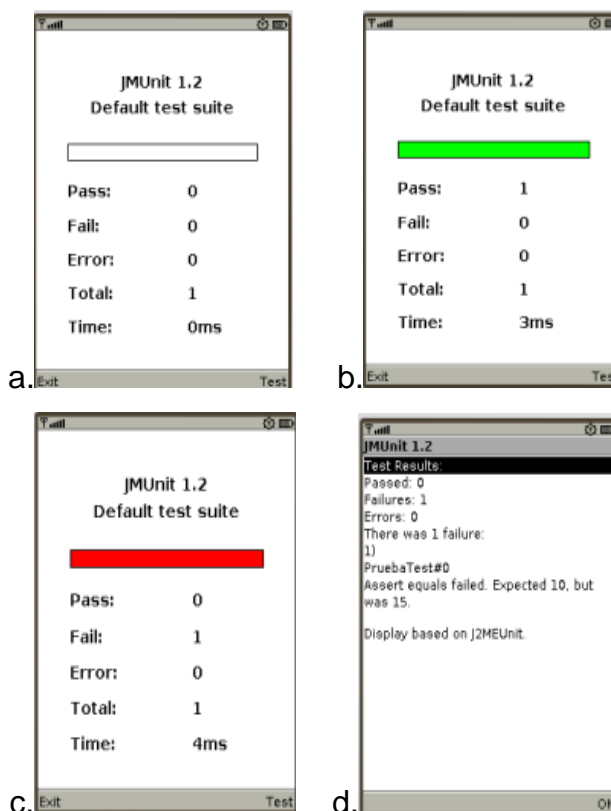 JMUnit 1.2
Default test suite
Pass: 0
Fail: 0
Error: 0
Total: 1
Time: 0ms
a. Exit Test
JMUnit 1.2
Default test suite
Pass: 1
Fail: 0
Error: 0
Total: 1
Time: 3ms
b. Exit Tes
JMUnit 1.2
Default test suite
Pass: 0
Fail: 1
Error: 0
Total: 1
Time: 4ms
c. Exit Test
JMUnit 1.2
Test Results:
Passed: 0
Failures: 1
Errors: 0
There was 1 failure:
1)
PruebaTest#0
Assert equals failed. Expected 10, but
was 15.
Display based on J2MEUnit.
d.